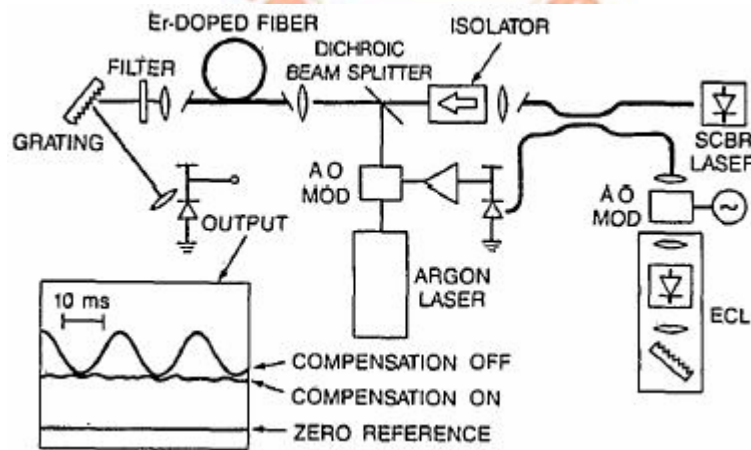 Er-DOPED FIBER
ISOLATOR
DICHROIC
BEAM SPLITTER
FILTER
GRATING
SCBR
LASER
A O
MOD
A O
MOD
OUTPUT
ARGON
LASER
ECL
10 ms
COMPENSATION OFF
COMPENSATION ON
ZERO REFERENCE